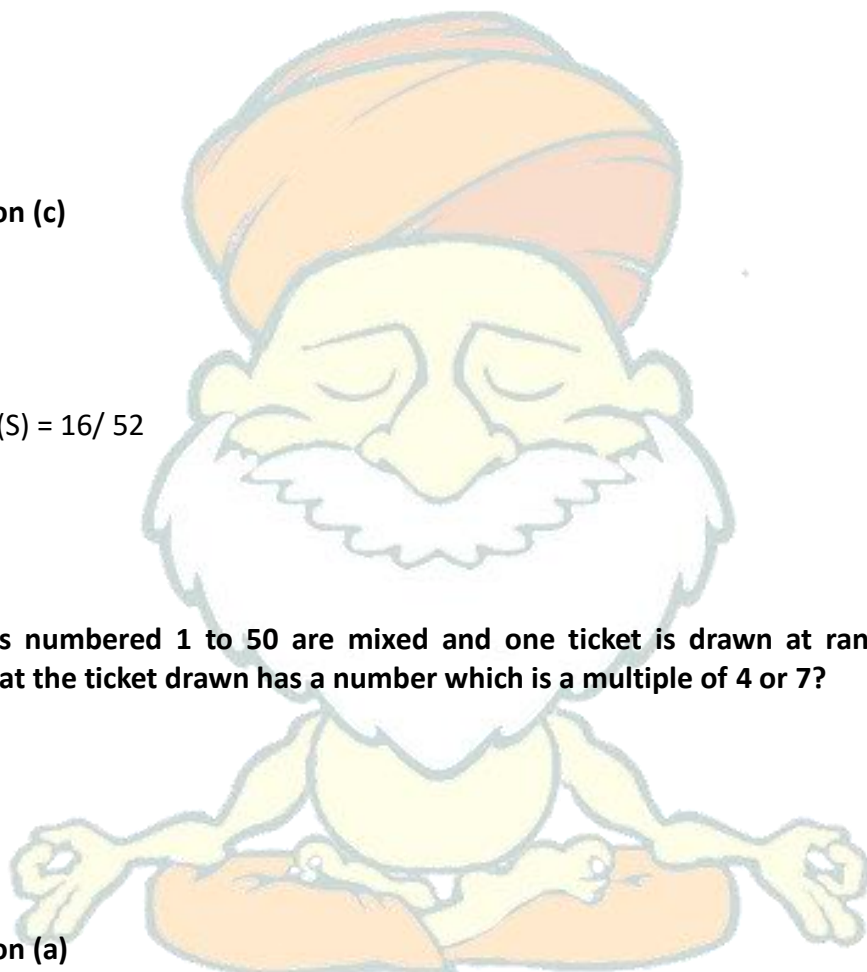 on (c)
(S) = 16/ 52
s numbered 1 to 50 are mixed and one ticket is drawn at ran
at the ticket drawn has a number which is a multiple of 4 or 7?
on (a)